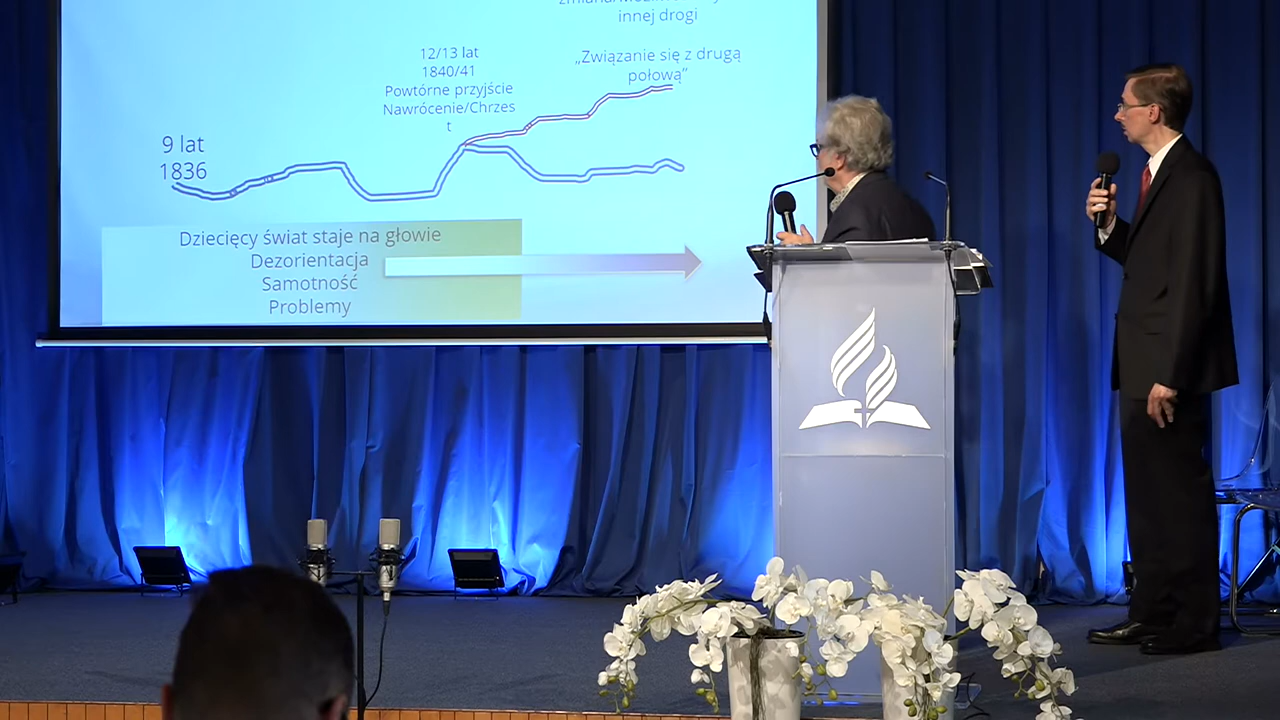 innej drogi
12/13 lat
1840/41
Powtórne przyjście
Nawrócenie/Chrzes
t
„Związanie się z drugą
połową”
9 lat
1836
Dziecięcy świat staje na głowie
Dezorientacja
Samotność
Problemy